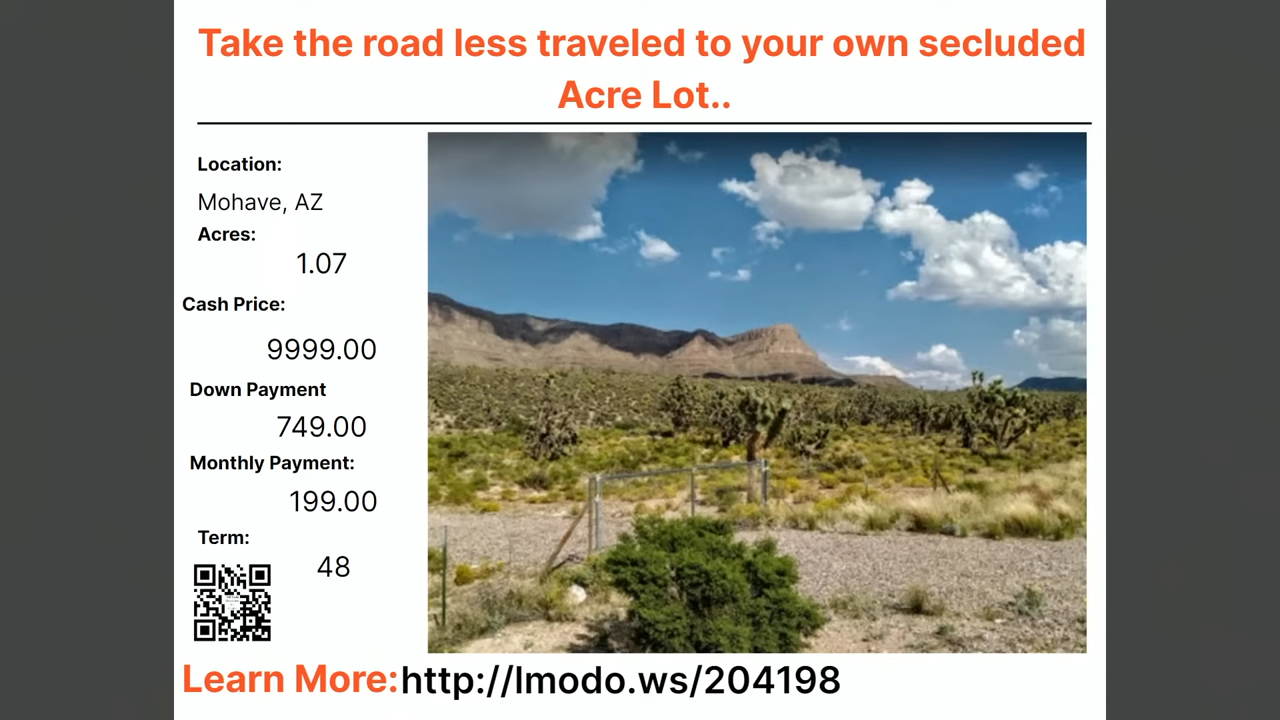 Take the road less traveled to your own secluded
Acre Lot..
Location:
Mohave, AZ
Acres:
1.07
Cash Price:
9999.00
Down Payment
749.00
Monthly Payment:
199.00
Term:
48
Learn More:http://lmodo.ws/204198